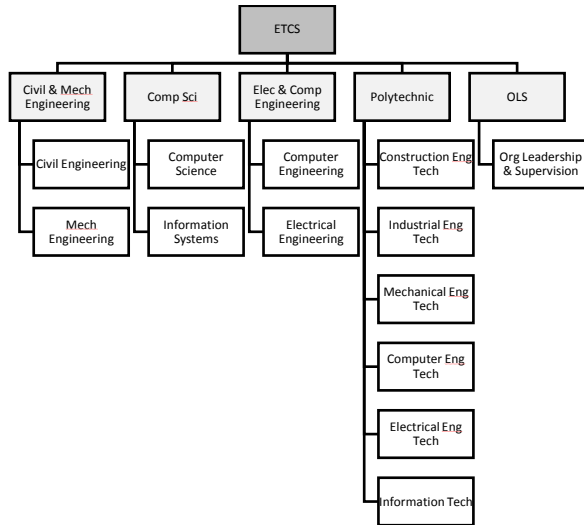 ETCS
Civil & Mech
Engineering
Comp Sci
Elec & Comp
Engineering
Polytechnic
OLS
Civil Engineering
Computer
Science
Computer
Engineering
Construction Eng
Tech
Org Leadership
& Supervision
Mech
Engineering
Information
Systems
Electrical
Engineering
Industrial Eng
Tech
Mechanical Eng
Tech
Computer Eng
Tech
Electrical Eng
Tech
Information Tech